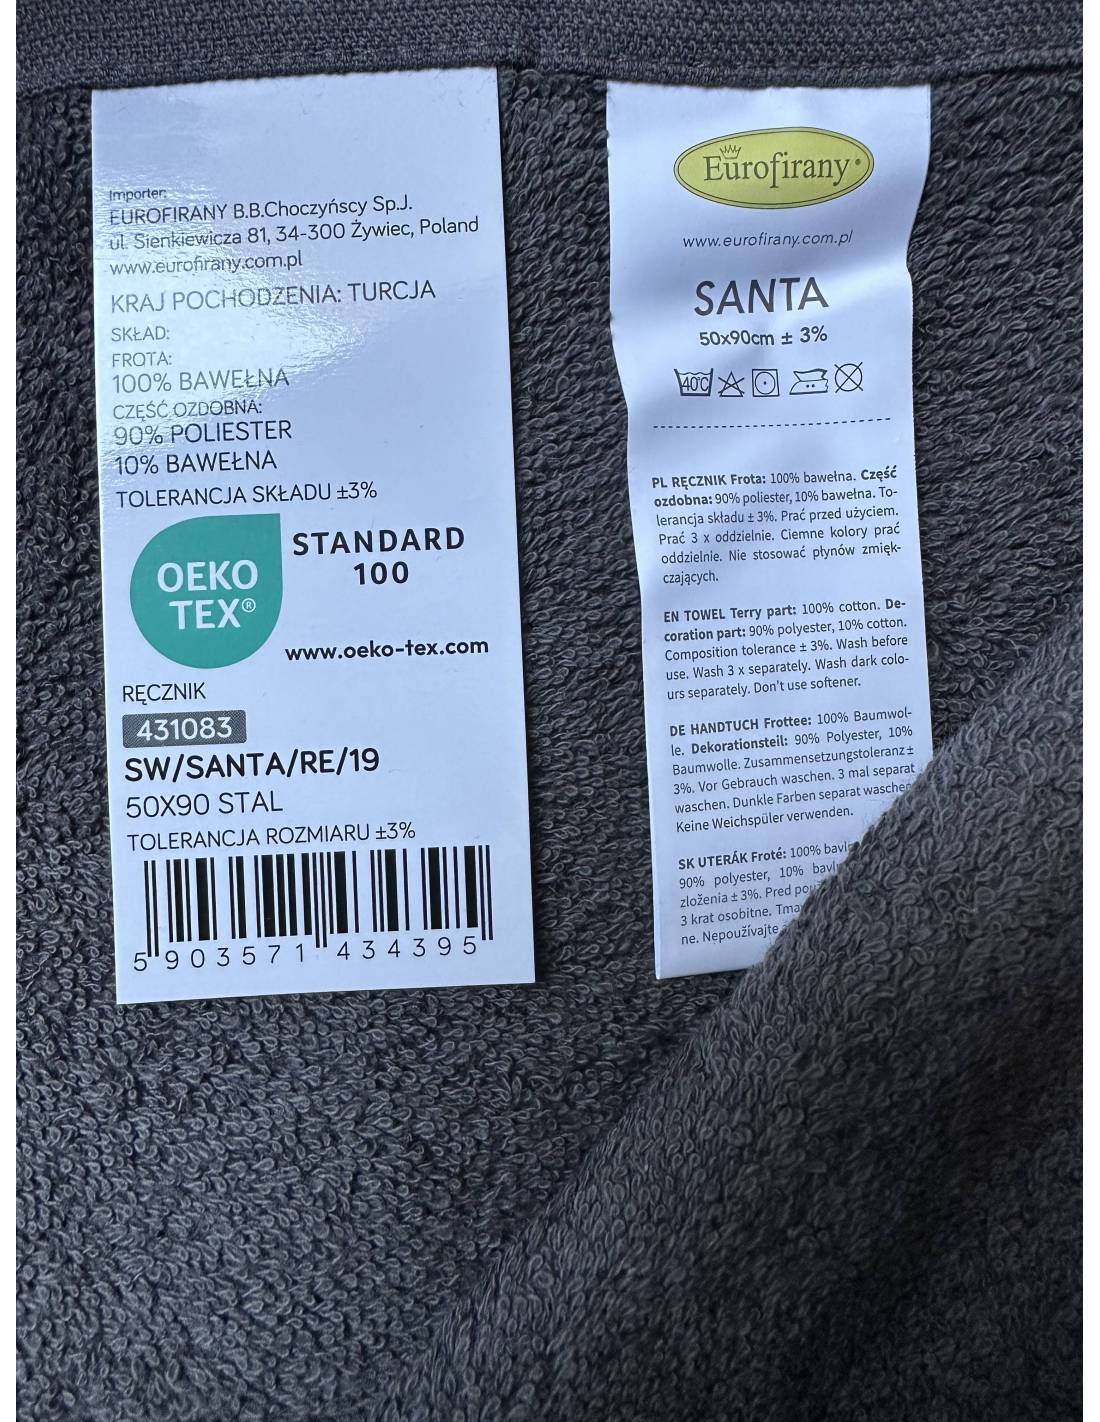 Importer:
EUROFIRANY B.B.Choczyńscy Sp.J.
ul. Sienkiewicza 81, 34-300 Żywiec, Poland
www.eurofirany.com.pl
KRAJ POCHODZENIA: TURCJA
SKŁAD:
FROTA:
100% BAWEŁNA
CZĘŚĆ OZDOBNA:
90% POLIESTER
10% BAWEŁNA
TOLERANCJA SKŁADU ±3%
OEKO
TEX®
STANDARD
100
www.oeko-tex.com
RĘCZNIK
431083
SW/SANTA/RE/19
50X90 STAL
TOLERANCJA ROZMIARU ±3%
5 903571 434395
Eurofirany
www.eurofirany.com.pl
SANTA
50x90cm ± 3%
40°C
PL RĘCZNIK Frota: 100% bawełna. Część
ozdobna: 90% poliester, 10% bawełna. To-
lerancja składu ± 3%. Prać przed użyciem.
Prać 3 x oddzielnie. Ciemne kolory prać
oddzielnie. Nie stosować płynów zmięk-
czających.
EN TOWEL Terry part: 100% cotton. De-
coration part: 90% polyester, 10% cotton.
Composition tolerance ± 3%. Wash before
use. Wash 3 x separately. Wash dark colo-
urs separately. Don't use softener.
DE HANDTUCH Frottee: 100% Baumwol-
le. Dekorationsteil: 90% Polyester, 10%
Baumwolle. Zusammensetzungstoleranz ±
3%. Vor Gebrauch waschen. 3 mal separat
waschen. Dunkle Farben separat waschen
Keine Weichspüler verwenden.
SK UTERÁK Froté: 100%
90% polyester, 10%
zloženia ± 3%. Pred
3 krat osobitne.
ne. Nepoužívajte